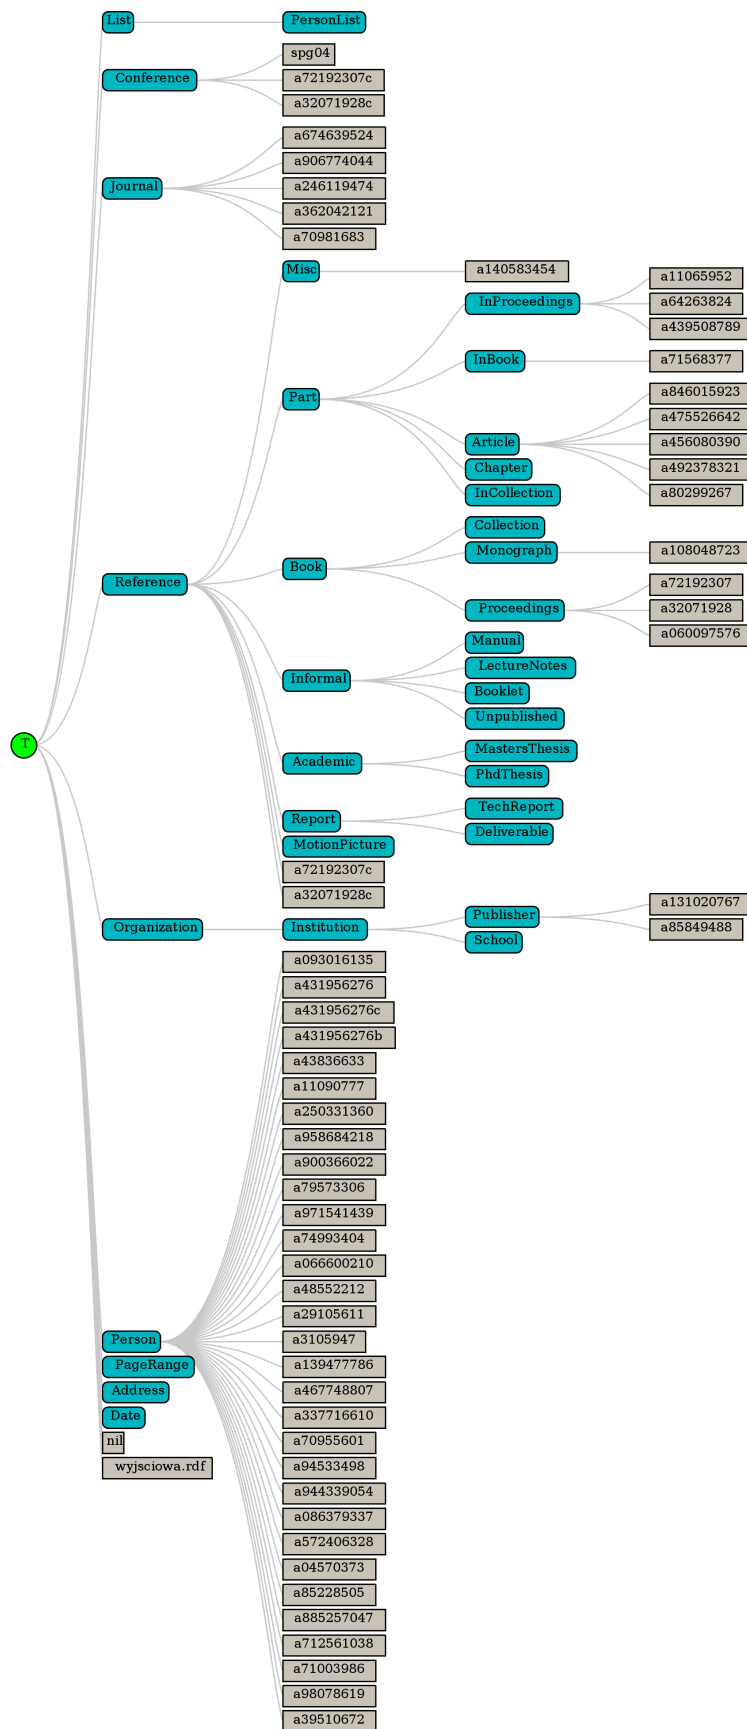 List
PersonList
Conference
spg04
a72192307c
a32071928c
Journal
a674639524
a906774044
a246119474
a362042121
a70981683
Misc
a140583454
InProceedings
a11065952
a64263824
a439508789
Part
InBook
a71568377
Article
a846015923
a475526642
a456080390
a492378321
a80299267
Chapter
InCollection
Reference
Book
Collection
Monograph
a108048723
Proceedings
a72192307
a32071928
a060097576
Informal
Manual
LectureNotes
Booklet
Unpublished
T
Academic
MastersThesis
PhdThesis
Report
TechReport
Deliverable
MotionPicture
a72192307c
a32071928c
Organization
Institution
Publisher
a131020767
a85849488
School
a093016135
a431956276
a431956276c
a431956276b
a43836633
a11090777
a250331360
a958684218
a900366022
a79573306
a971541439
a74993404
a066600210
a48552212
a29105611
Person
a3105947
PageRange
a139477786
Address
a467748807
Date
a337716610
nil
a70955601
wyjsciowa.rdf
a94533498
a944339054
a086379337
a572406328
a04570373
a85228505
a885257047
a712561038
a71003986
a98078619
a39510672